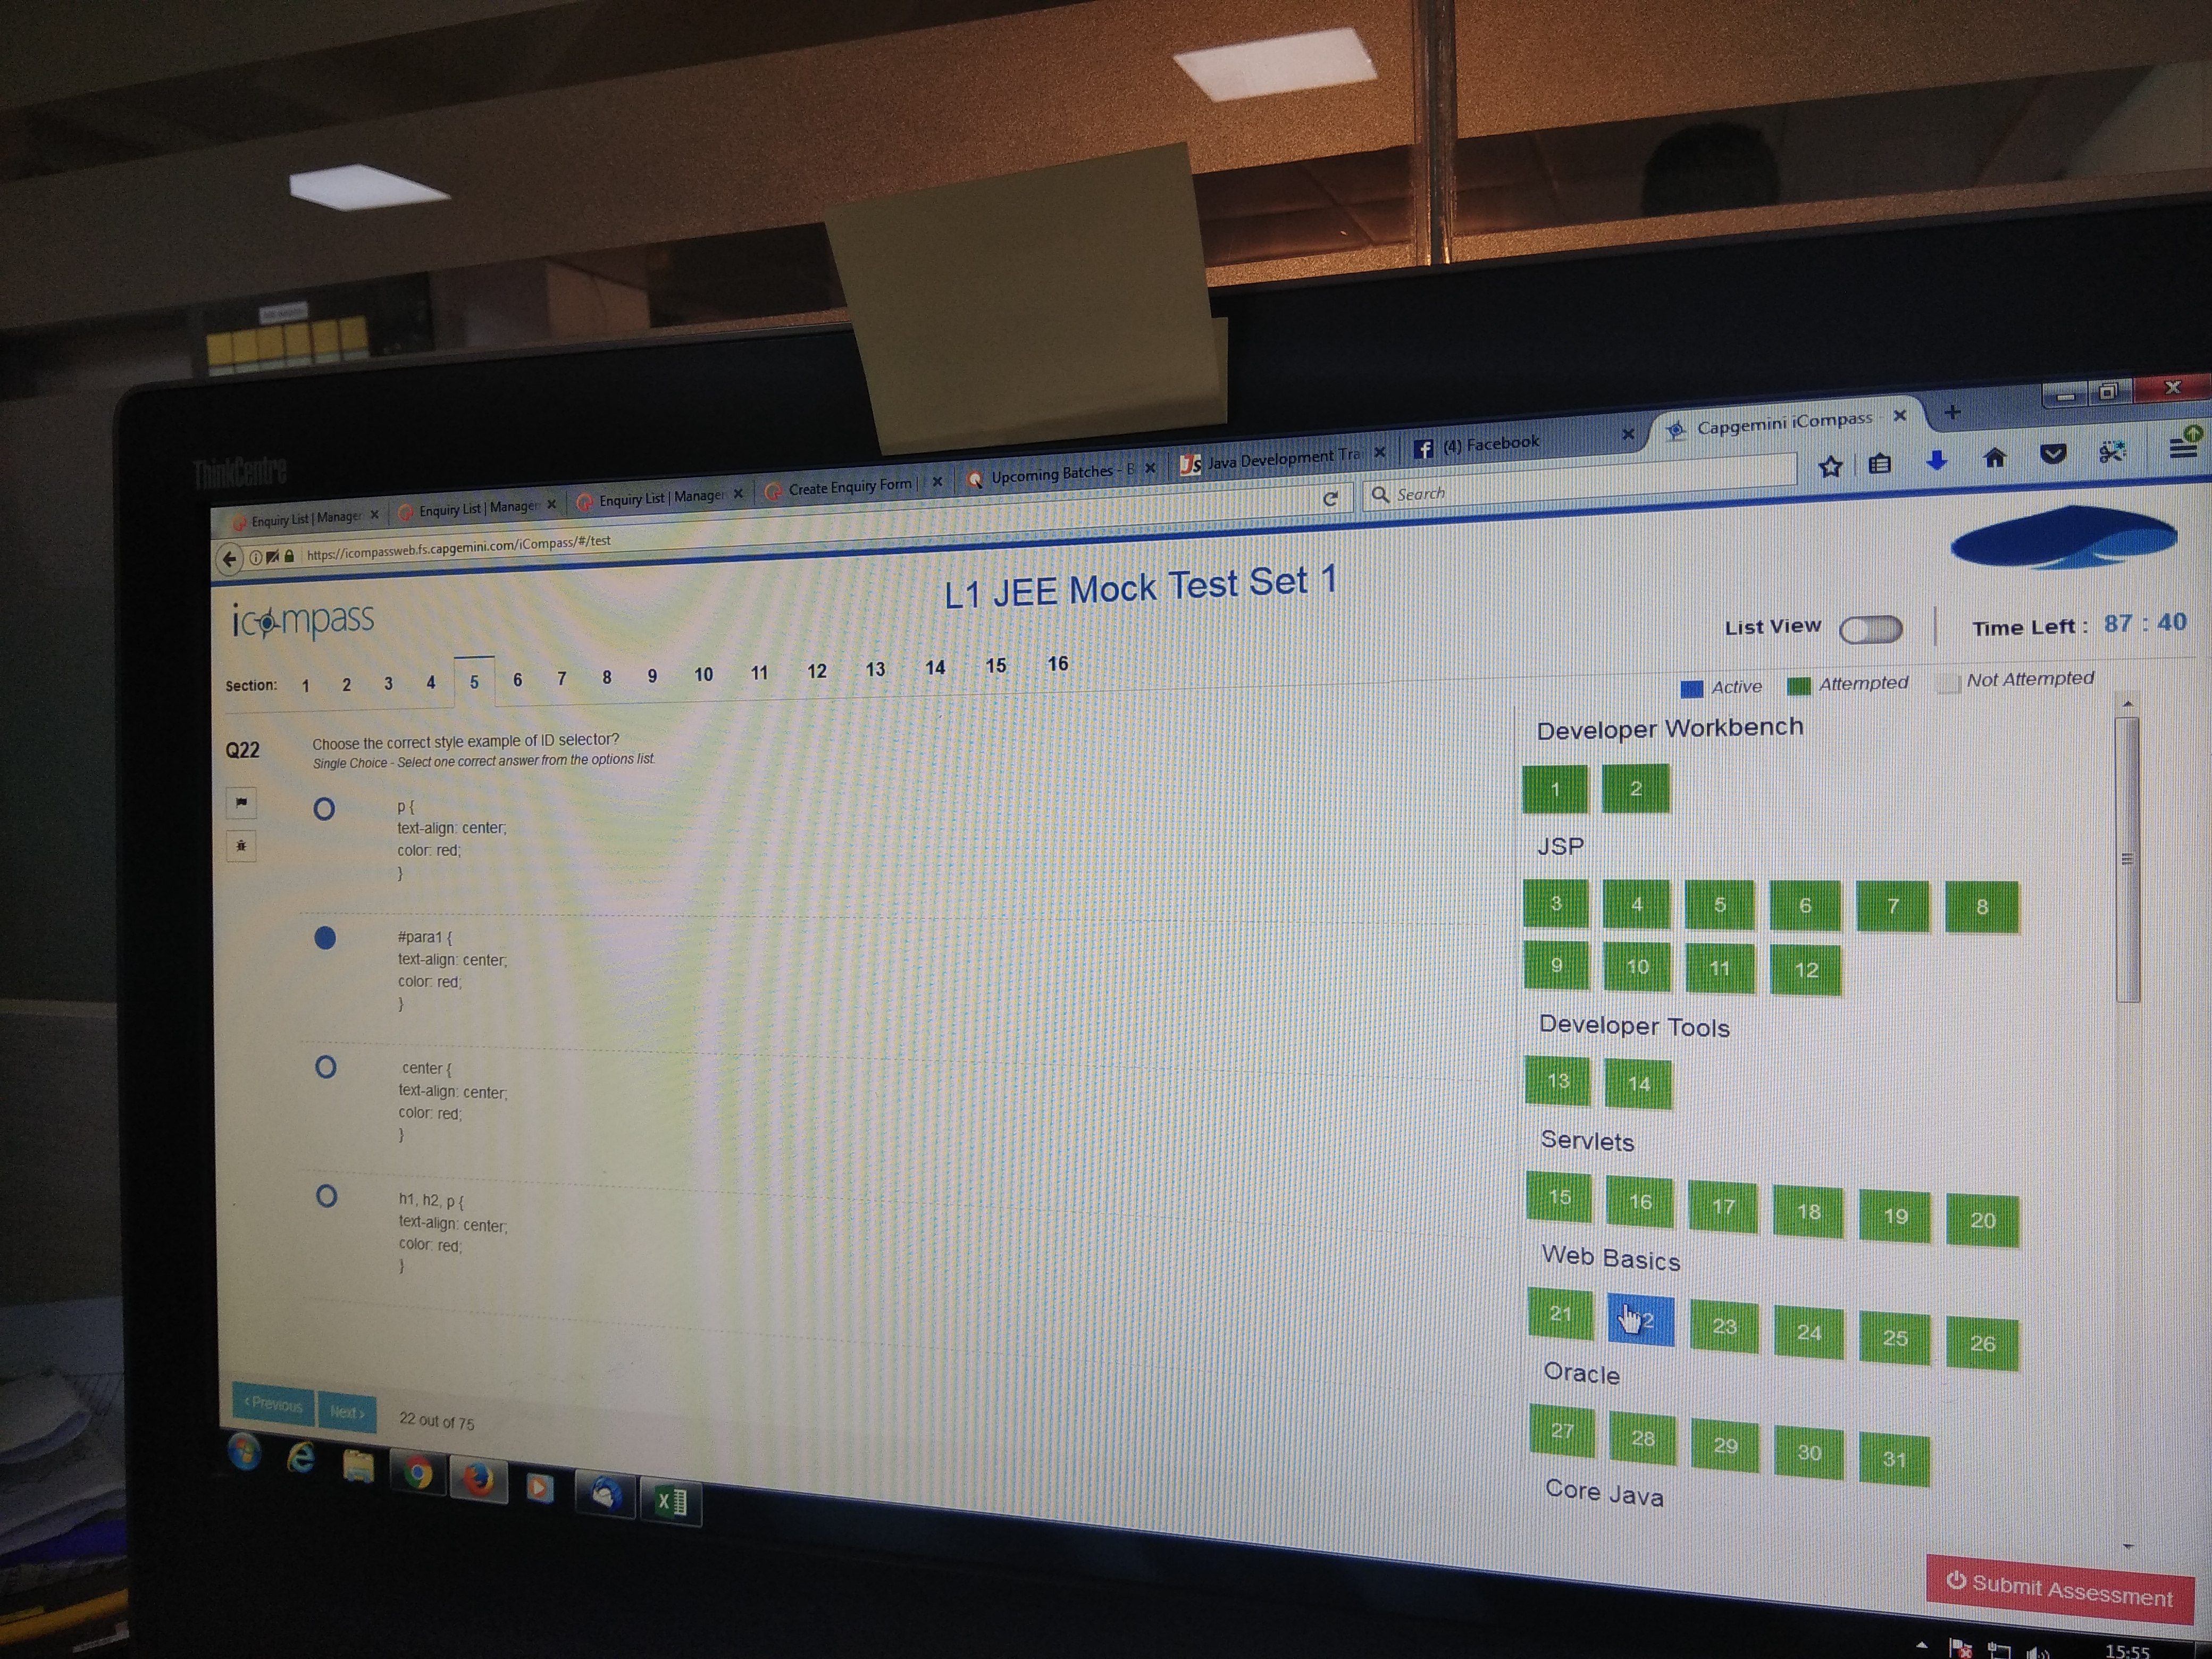 ThinkCentre
Enquiry List | Manager
Enquiry List | Manager
Enquiry List | Manager
Create Enquiry Form |
Upcoming Batches - B
Java Development Tra
(4) Facebook
Capgemini iCompass
https://icompassweb.fs.capgemini.com/iCompass/#/test
Search
icompass
L1 JEE Mock Test Set 1
List View
Time Left : 87 : 40
Section: 1 2 3 4 5 6 7 8 9 10 11 12 13 14 15 16
Active Attempted Not Attempted
Q22
Choose the correct style example of ID selector?
Single Choice - Select one correct answer from the options list.
p {
text-align: center;
color: red;
}
#para1 {
text-align: center;
color: red;
}
.center {
text-align: center;
color: red;
}
h1, h2, p {
text-align: center;
color: red;
}
‹ Previous
Next ›
22 out of 75
Developer Workbench
1 2
JSP
3 4 5 6 7 8
9 10 11 12
Developer Tools
13 14
Servlets
15 16 17 18 19 20
Web Basics
21 2 23 24 25 26
Oracle
27 28 29 30 31
Core Java
Submit Assessment
15:55